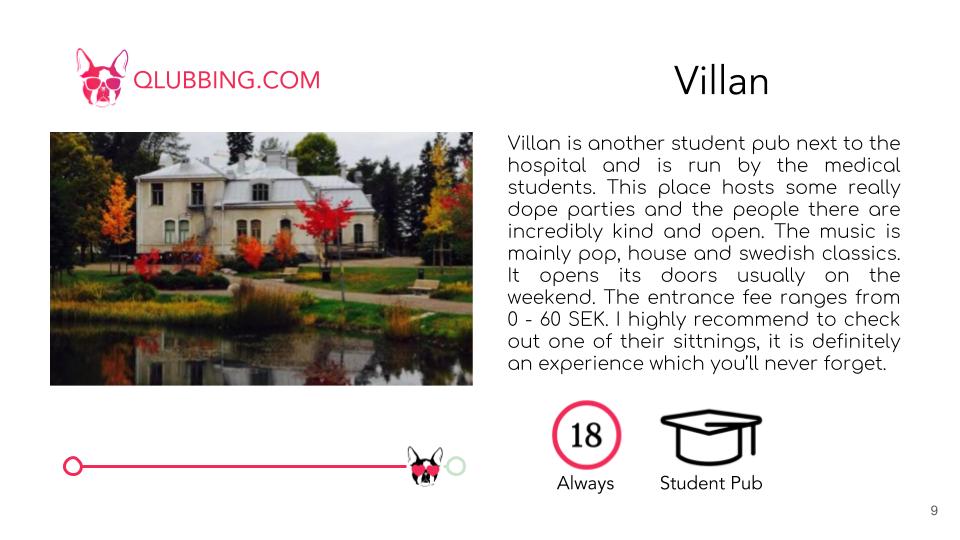 QLUBBING.COM
Villan
Villan is another student pub next to the
hospital and is run by the medical
students. This place hosts some really
dope parties and the people there are
incredibly kind and open. The music is
mainly pop, house and swedish classics.
It opens its doors usually on the
weekend. The entrance fee ranges from
0 - 60 SEK. I highly recommend to check
out one of their sittnings, it is definitely
an experience which you'll never forget.
18
Always
Student Pub
9